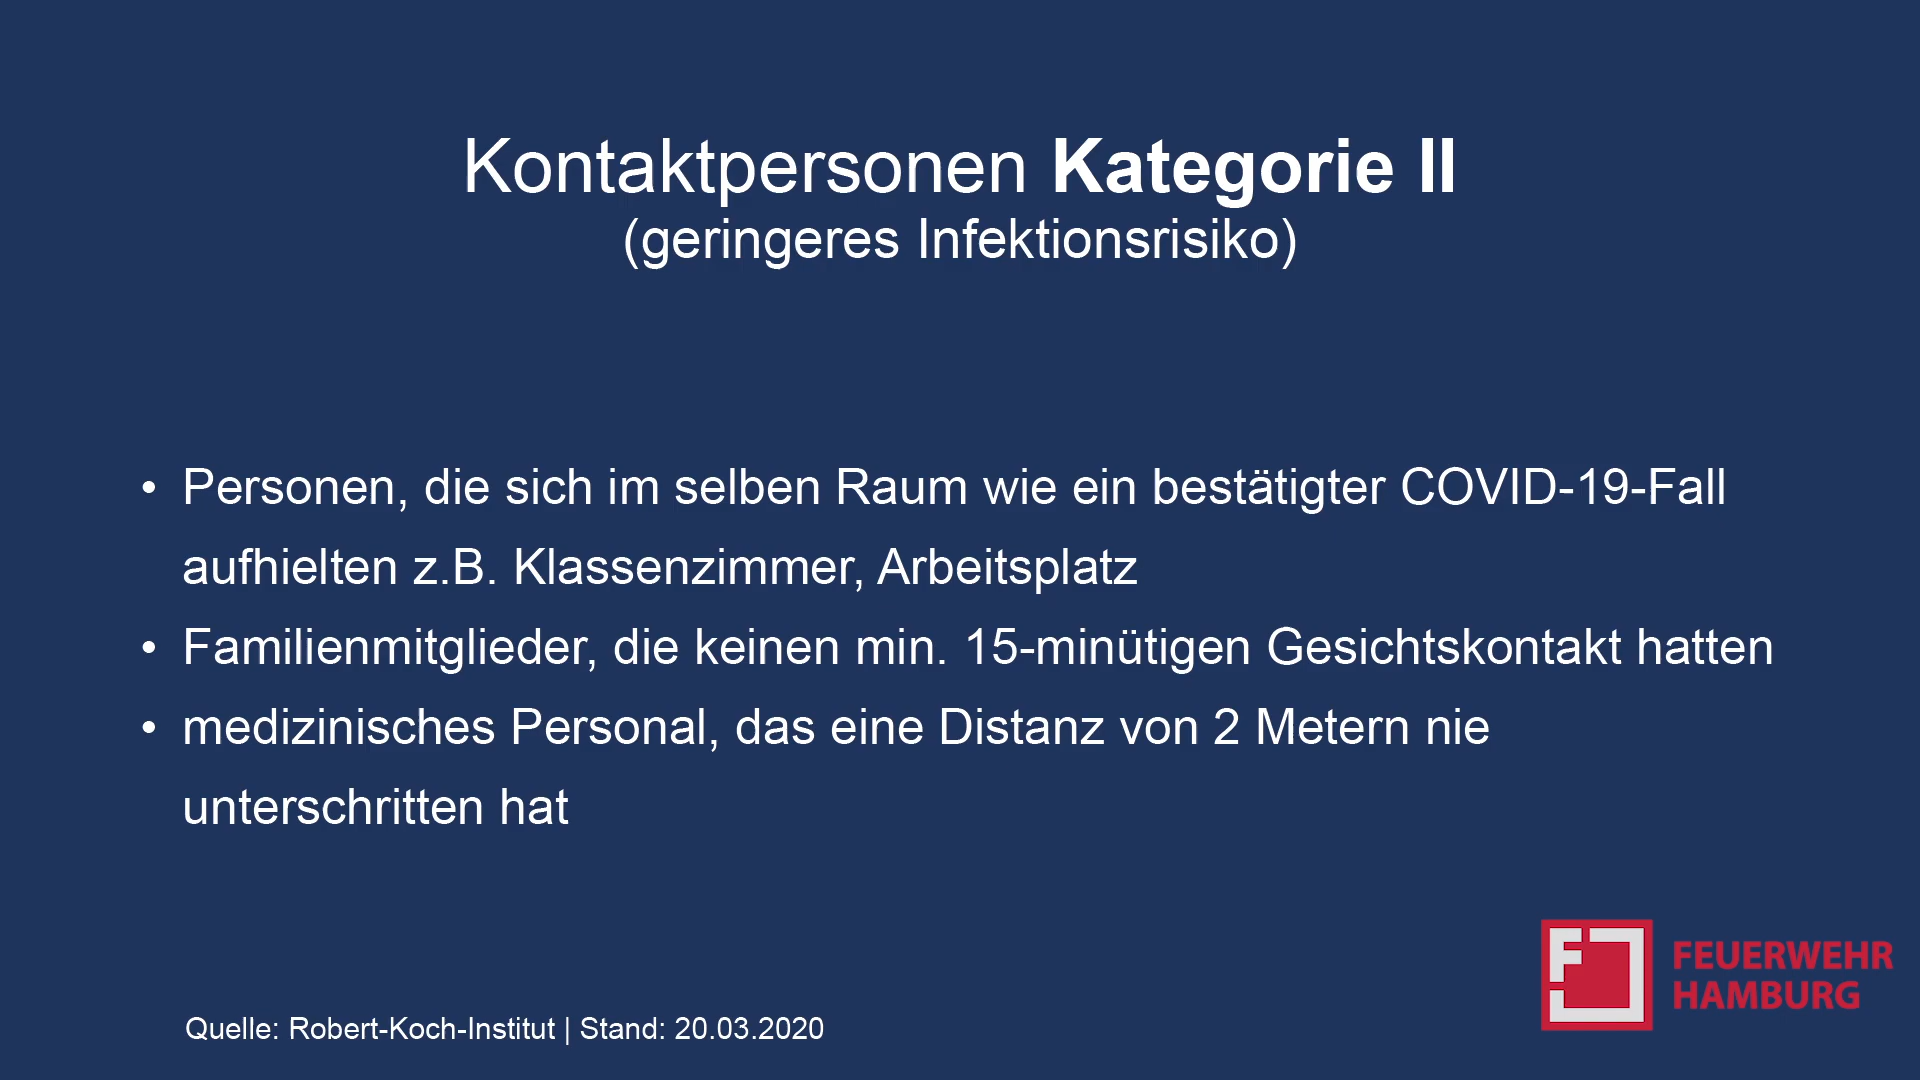 Kontaktpersonen Kategorie II
(geringeres Infektionsrisiko)
• Personen, die sich im selben Raum wie ein bestätigter COVID-19-Fall
aufhielten z.B. Klassenzimmer, Arbeitsplatz
• Familienmitglieder, die keinen min. 15-minütigen Gesichtskontakt hatten
• medizinisches Personal, das eine Distanz von 2 Metern nie
unterschritten hat
FEUERWEHR
HAMBURG
Quelle: Robert-Koch-Institut | Stand: 20.03.2020